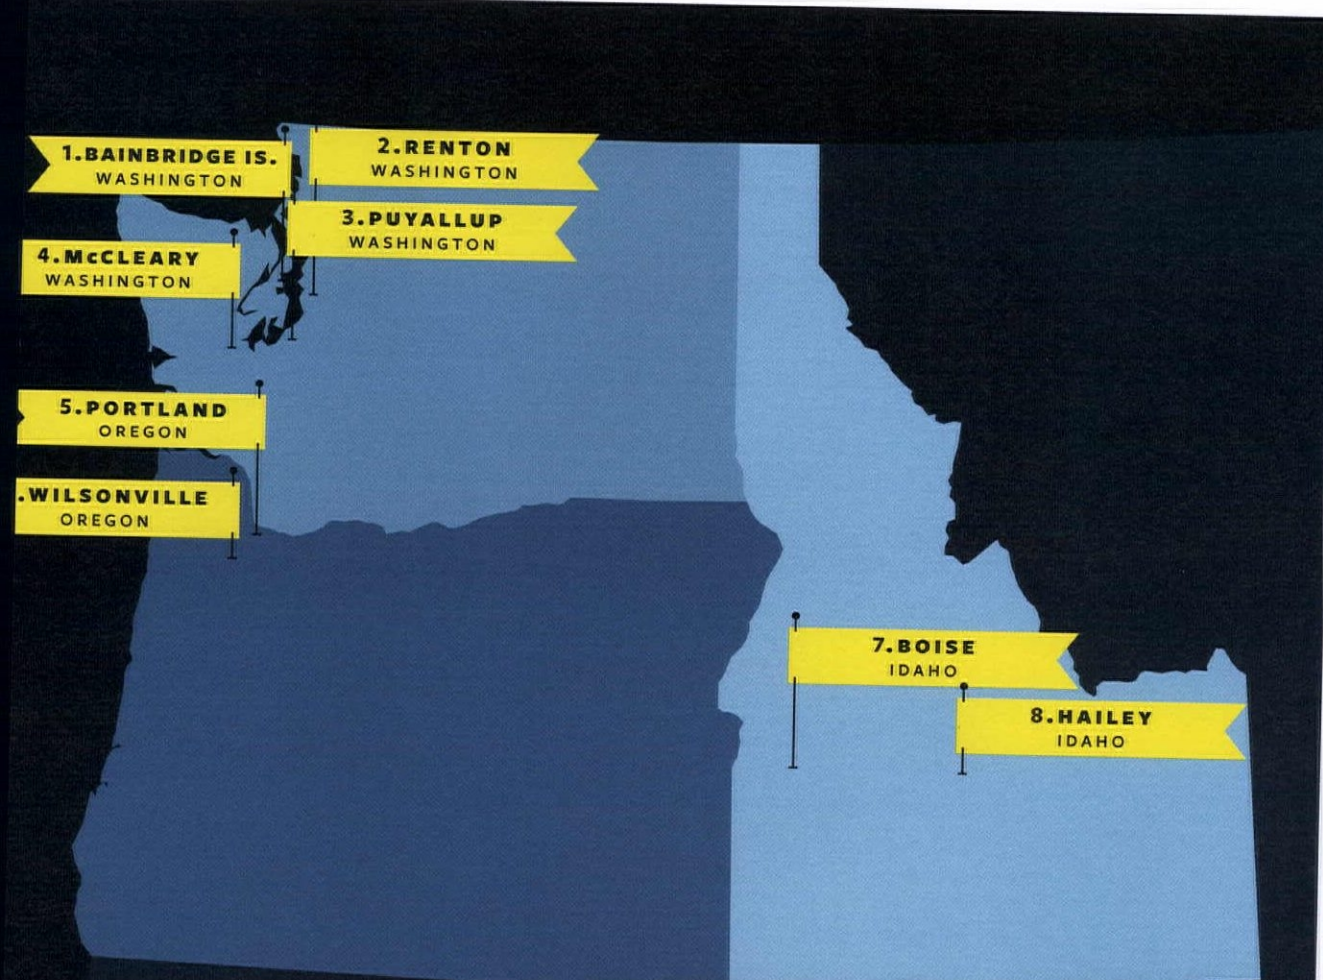 1.BAINBRIDGE IS.
WASHINGTON
2.RENTON
WASHINGTON
3.PUYALLUP
WASHINGTON
4.McCLEARY
WASHINGTON
5.PORTLAND
OREGON
.WILSONVILLE
OREGON
7.BOISE
IDAHO
8.HAILEY
IDAHO